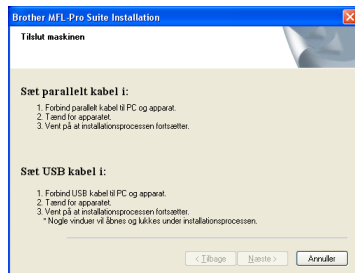 Brother MFL-Pro Suite Installation
Tilslut maskinen
Sæt parallelt kabel i:
1. Forbind parallelt kabel til PC og apparat.
2. Tænd for apparatet.
3. Vent på at installationsprocessen fortsætter.
Sæt USB kabel i:
1. Forbind USB kabel til PC og apparat.
2. Tænd for apparatet.
3. Vent på at installationsprocessen fortsætter.
* Nogle vinduer vil åbnes og lukkes under installationsprocessen.
< Tilbage Næste > Annuller